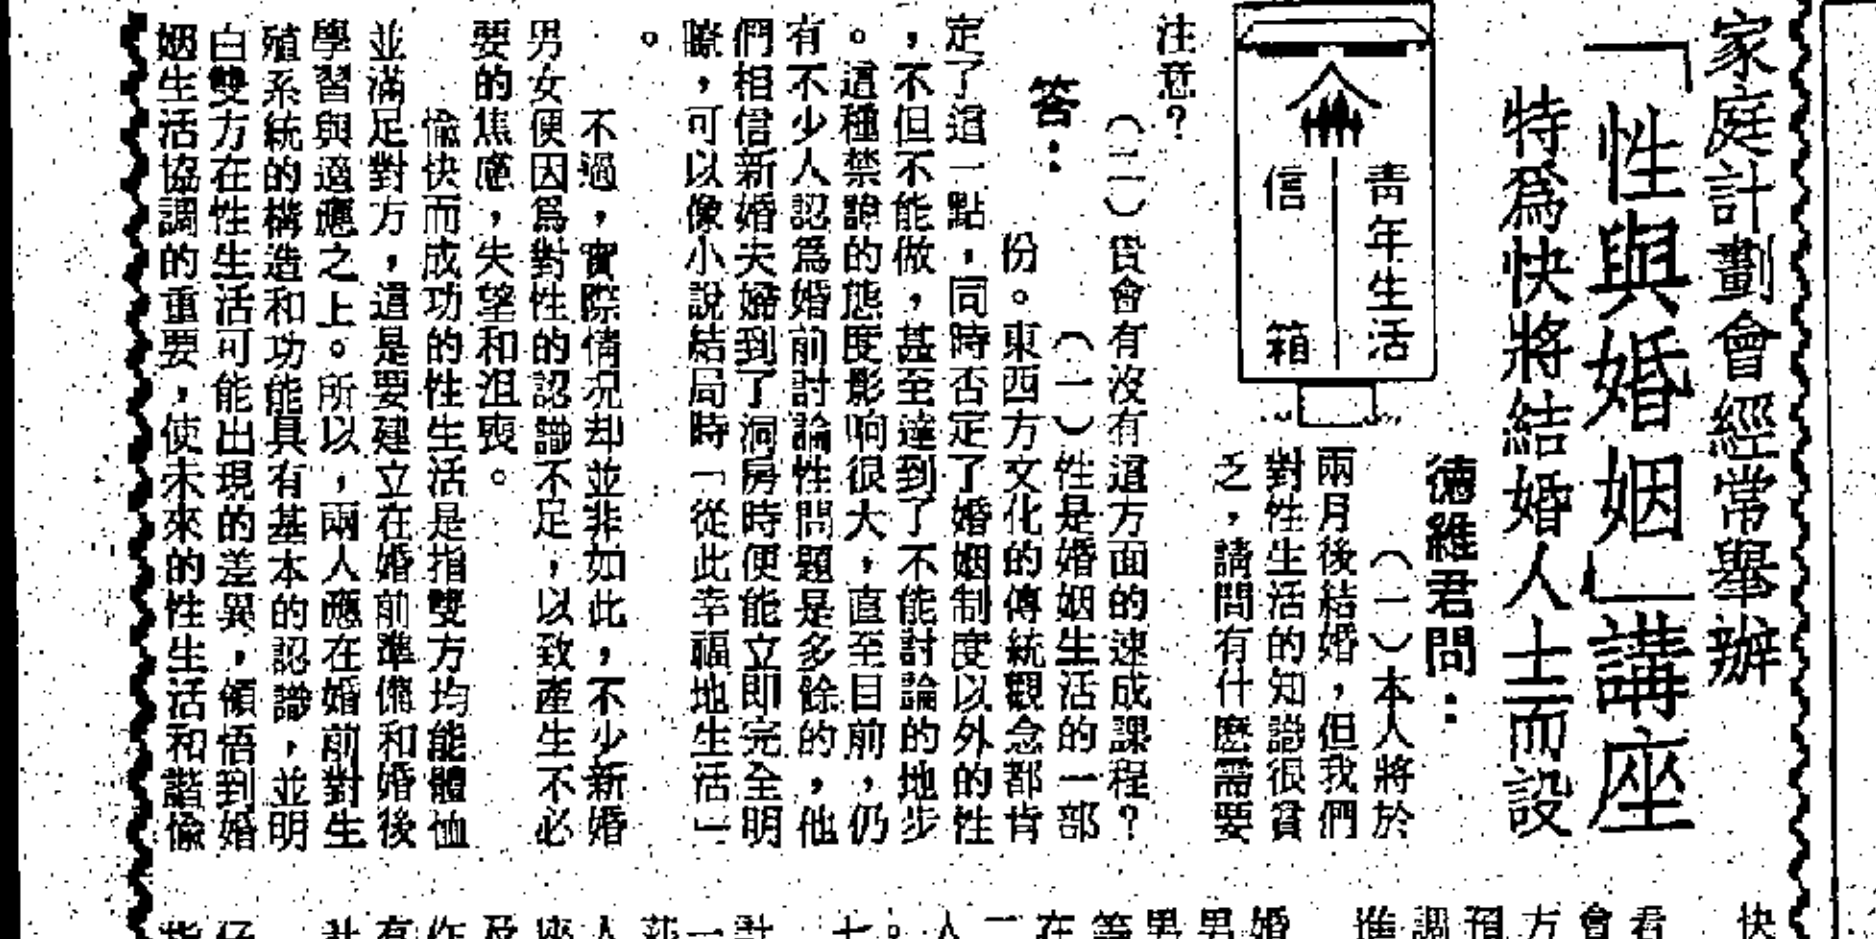 家庭計劃會經常舉辦
「性與婚姻」講座
特為快將結婚人士而設
青年生活
信箱
德維君問：
（一）本人將於
兩月後結婚，但我們
對性生活的知識很貧
乏，請問有什麼需要
注意？
（二）貴會有沒有這方面的速成課程？
答：
（一）性是婚姻生活的一部
份。東西方文化的傳統觀念都肯
定了這一點，同時否定了婚姻制度以外的性
，不但不能做，甚至達到了不能討論的地步
。這種禁諱的態度影响很大，直至目前，仍
有不少人認爲婚前討論性問題是多餘的，他
們相信新婚夫婦到了洞房時便能立即完全明
瞭，可以像小說結局時「從此幸福地生活」
。
不過，實際情况却並非如此，不少新婚
男女便因爲對性的認識不足，以致產生不必
要的焦慮，失望和沮喪。
愉快而成功的性生活是指雙方均能體恤
並滿足對方，這是要建立在婚前準備和婚後
學習與適應之上。所以，兩人應在婚前對生
殖系統的構造和功能具有基本的認識，並明
白雙方在性生活可能出現的差異，領悟到婚
姻生活協調的重要，使未來的性生活和諧愉